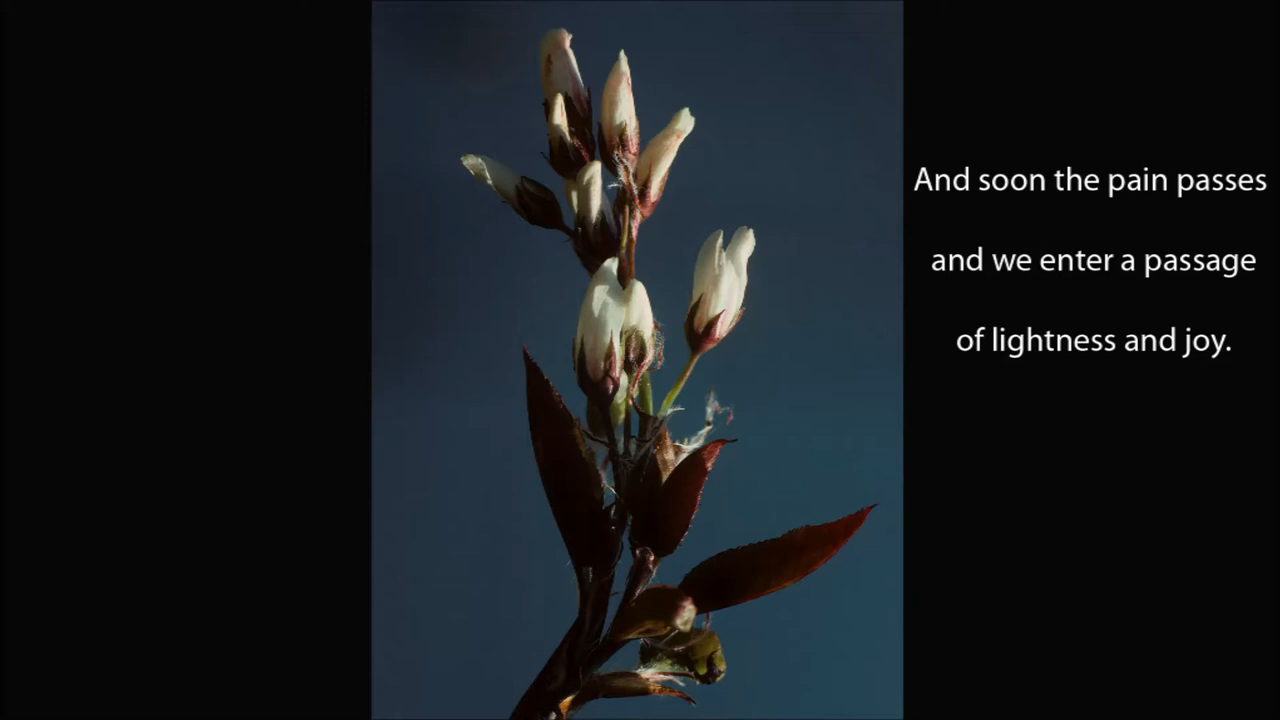 And soon the pain passes
and we enter a passage
of lightness and joy.